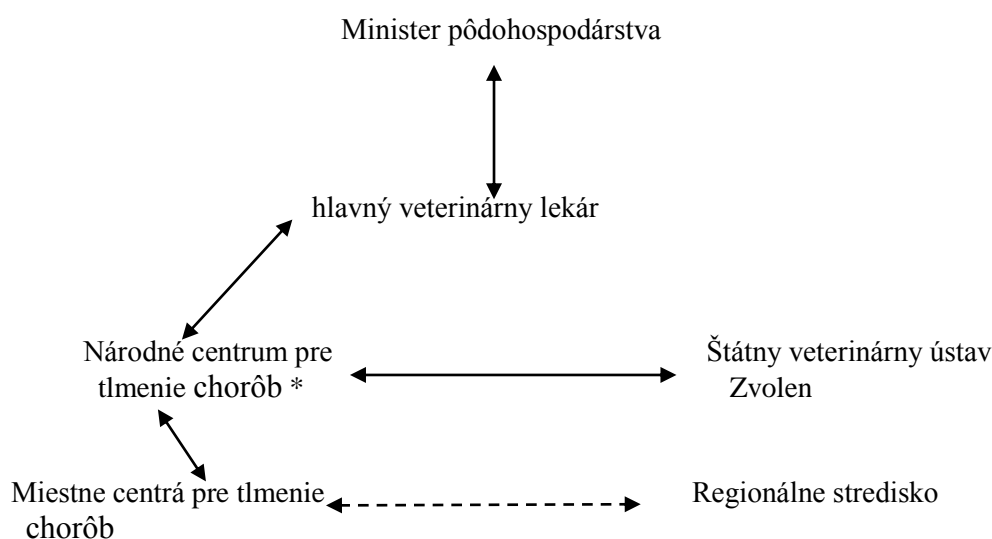 Minister pôdohospodárstva
hlavný veterinárny lekár
Národné centrum pre
tlmenie chorôb *
Štátny veterinárny ústav
Zvolen
Miestne centrá pre tlmenie
chorôb
Regionálne stredisko